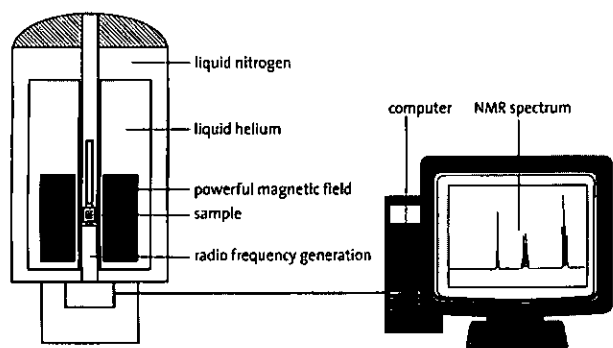 liquid nitrogen
liquid helium
powerful magnetic field
sample
radio frequency generation
computer
NMR spectrum